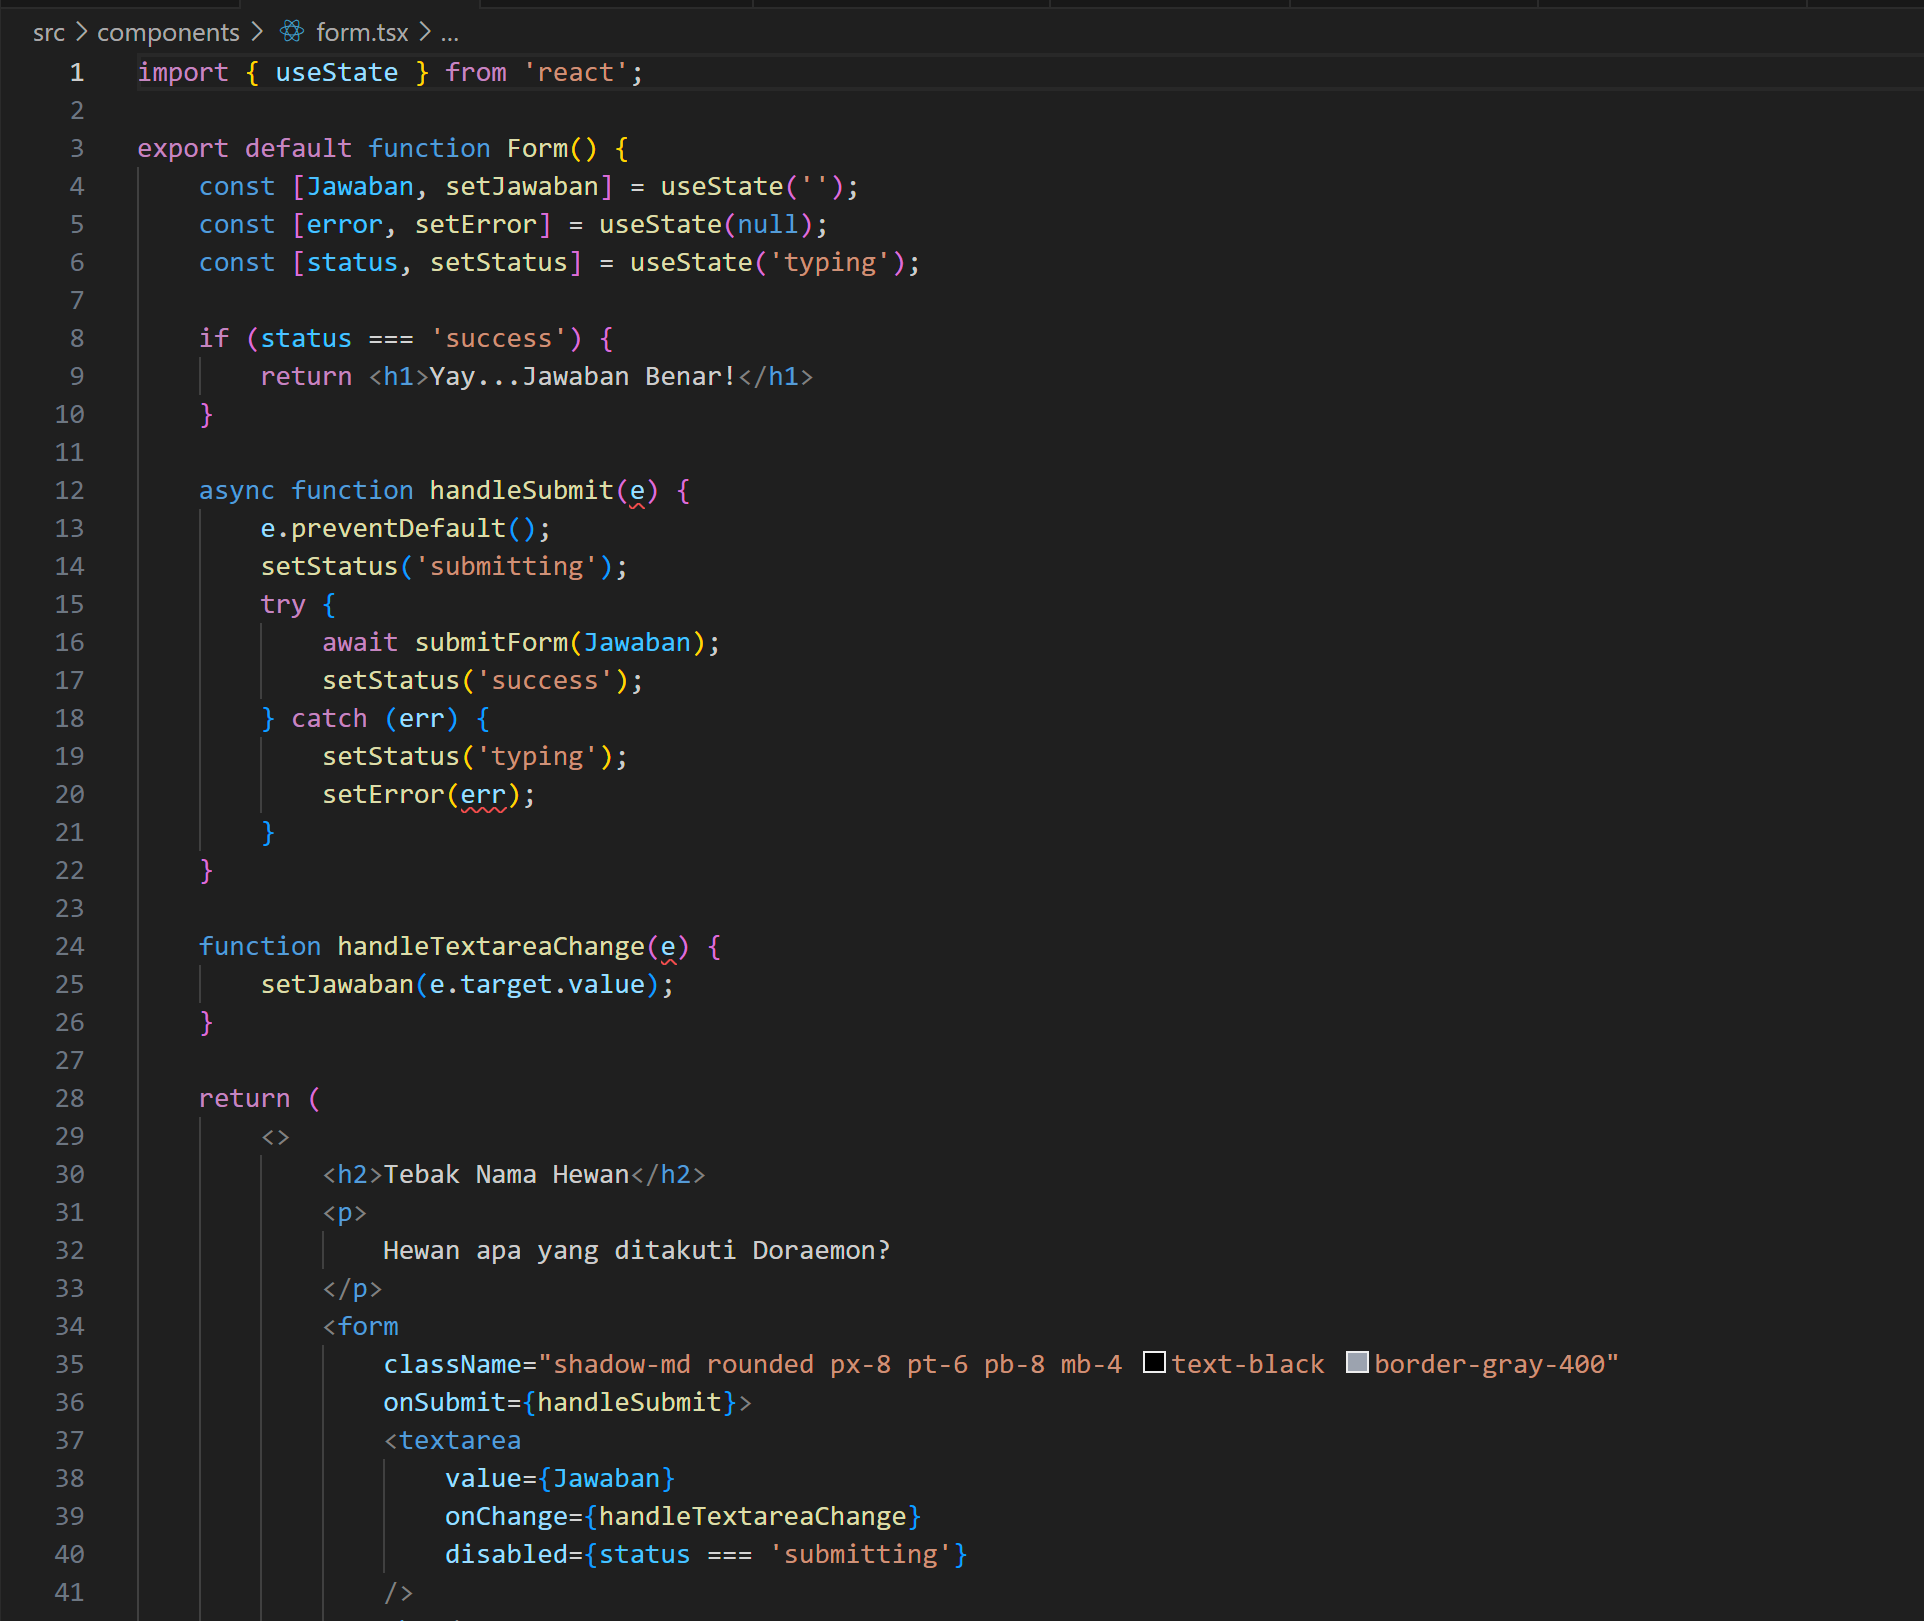 src > components > form.tsx > ...
1 import { useState } from 'react';
2
3 export default function Form() {
4 const [Jawaban, setJawaban] = useState('');
5 const [error, setError] = useState(null);
6 const [status, setStatus] = useState('typing');
7
8 if (status === 'success') {
9 return <h1>Yay...Jawaban Benar!</h1>
10 }
11
12 async function handleSubmit(e) {
13 e.preventDefault();
14 setStatus('submitting');
15 try {
16 await submitForm(Jawaban);
17 setStatus('success');
18 } catch (err) {
19 setStatus('typing');
20 setError(err);
21 }
22 }
23
24 function handleTextareaChange(e) {
25 setJawaban(e.target.value);
26 }
27
28 return (
29 <>
30 <h2>Tebak Nama Hewan</h2>
31 <p>
32 Hewan apa yang ditakuti Doraemon?
33 </p>
34 <form
35 className="shadow-md rounded px-8 pt-6 pb-8 mb-4 text-black border-gray-400"
36 onSubmit={handleSubmit}>
37 <textarea
38 value={Jawaban}
39 onChange={handleTextareaChange}
40 disabled={status === 'submitting'}
41 />